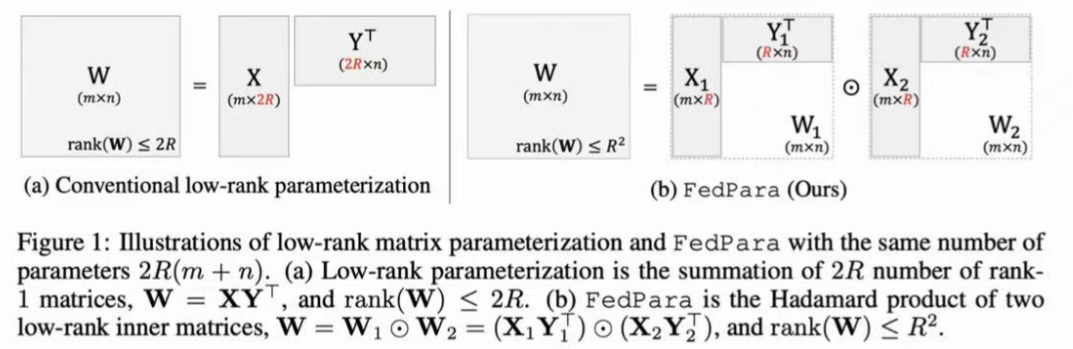 W
(m×n)
rank(W) ≤ 2R
=
X
(m×2R)
Y⊤
(2R×n)
(a) Conventional low-rank parameterization
W
(m×n)
rank(W) ≤ R²
=
X₁
(m×R)
Y₁⊤
(R×n)
W₁
(m×n)
⊙
X₂
(m×R)
Y₂⊤
(R×n)
W₂
(m×n)
(b) FedPara (Ours)
Figure 1: Illustrations of low-rank matrix parameterization and FedPara with the same number of
parameters 2R(m + n). (a) Low-rank parameterization is the summation of 2R number of rank-
1 matrices, W = XY⊤, and rank(W) ≤ 2R. (b) FedPara is the Hadamard product of two
low-rank inner matrices, W = W₁ ⊙ W₂ = (X₁Y₁⊤) ⊙ (X₂Y₂⊤), and rank(W) ≤ R².